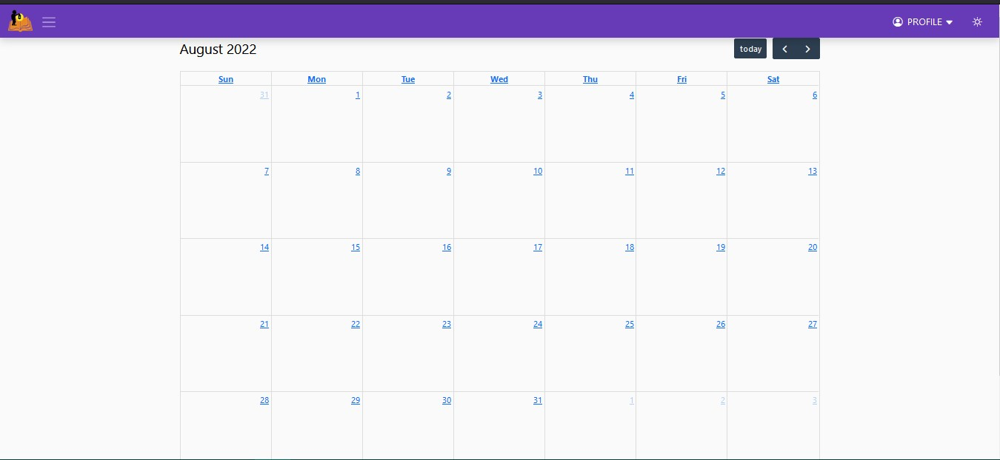 PROFILE
August 2022
today
Sun Mon Tue Wed Thu Fri Sat
31 1 2 3 4 5 6
7 8 9 10 11 12 13
14 15 16 17 18 19 20
21 22 23 24 25 26 27
28 29 30 31 1 2 3